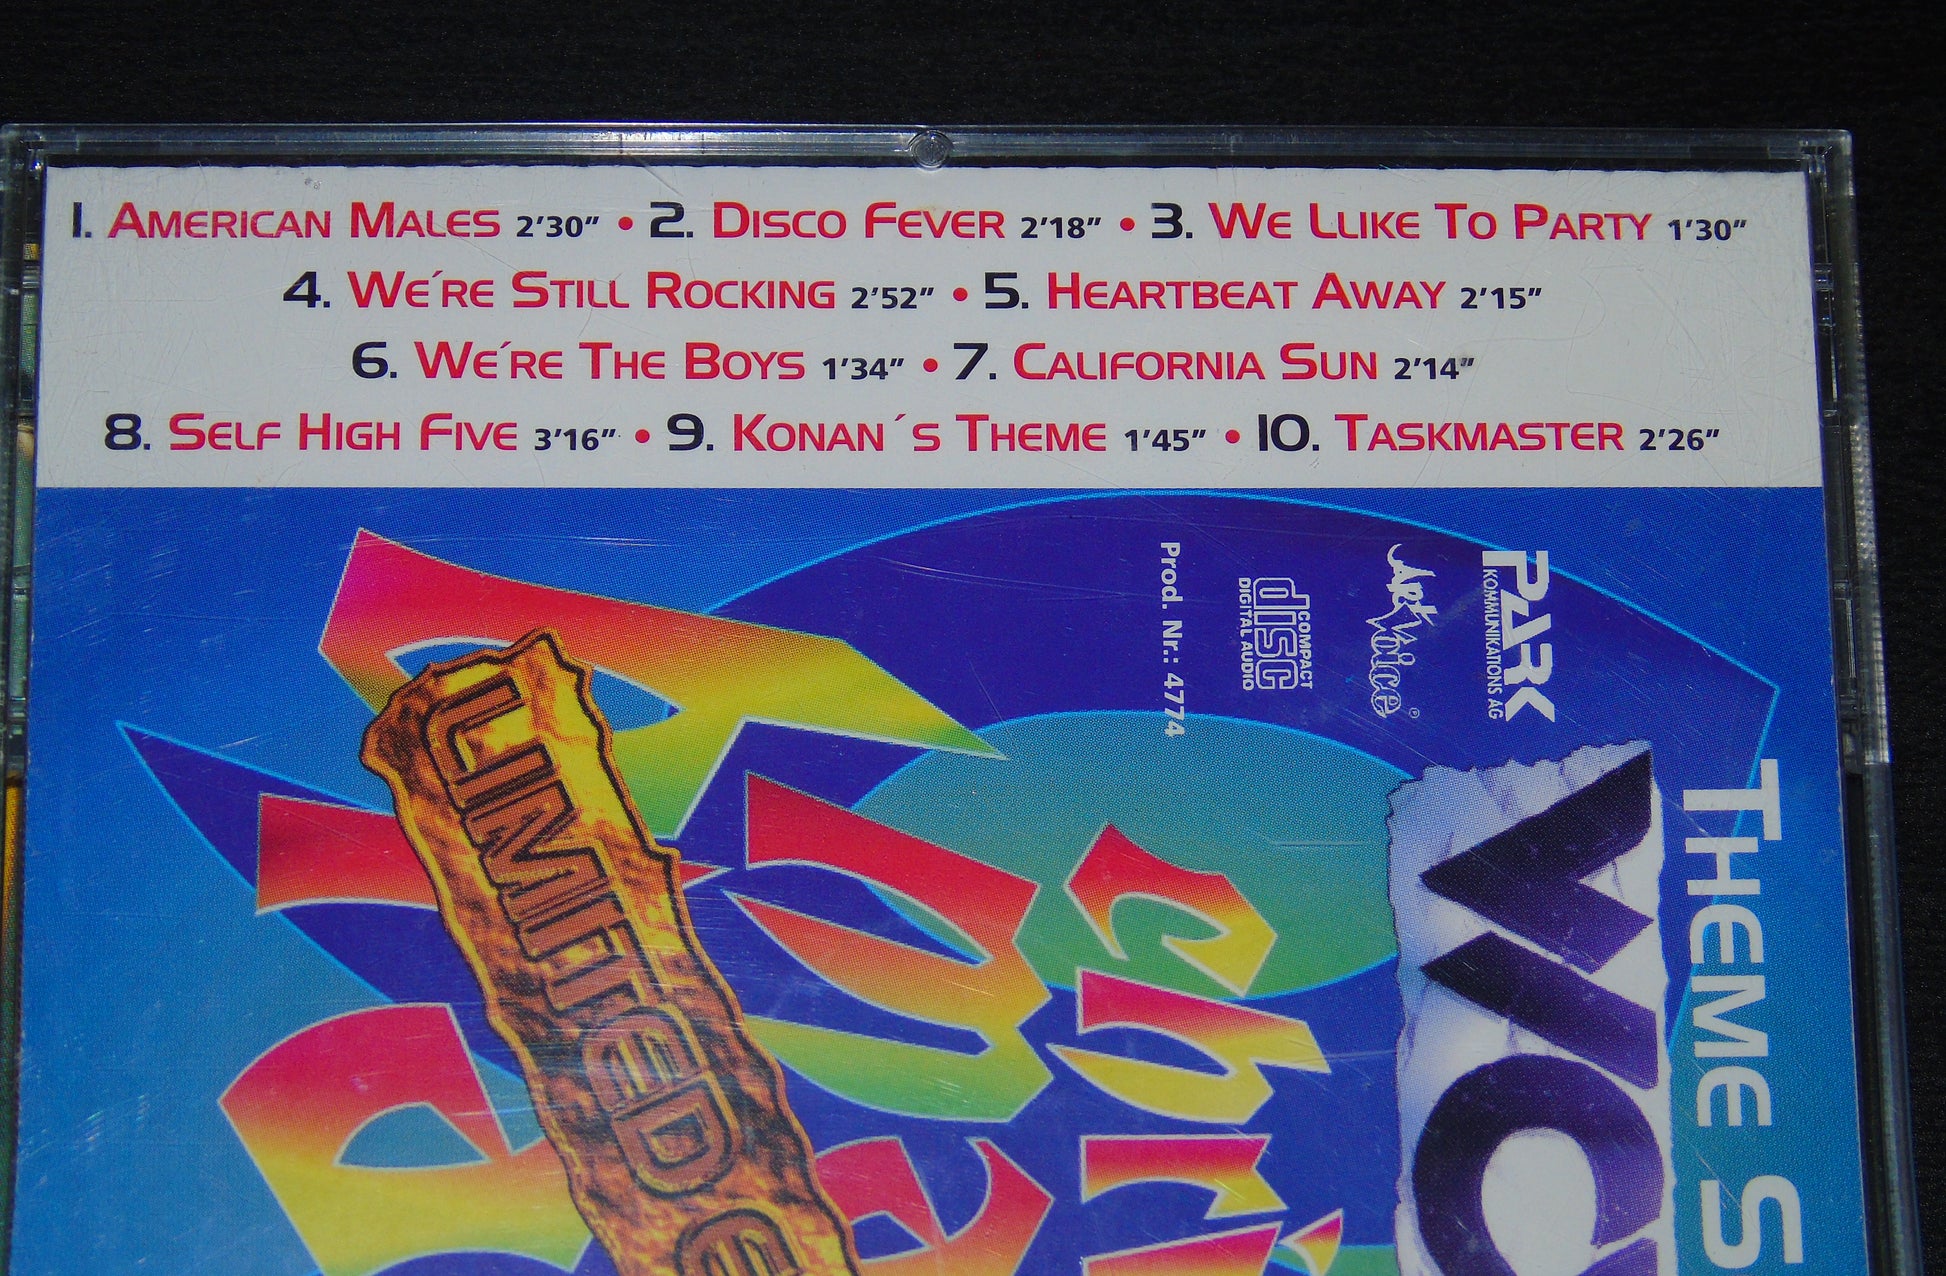 1. American Males 2'30" • 2. Disco Fever 2'18" • 3. We Llike To Party 1'30"
4. We´re Still Rocking 2'52" • 5. Heartbeat Away 2'15"
6. We´re The Boys 1'34" • 7. California Sun 2'14"
8. Self High Five 3'16" • 9. Konan´s Theme 1'45" • 10. Taskmaster 2'26"
PARK
KOMMUNIKATIONS AG
Art Voice
COMPACT
disc
DIGITAL AUDIO
Prod. Nr.: 4774
Theme S
WC
LIMITED